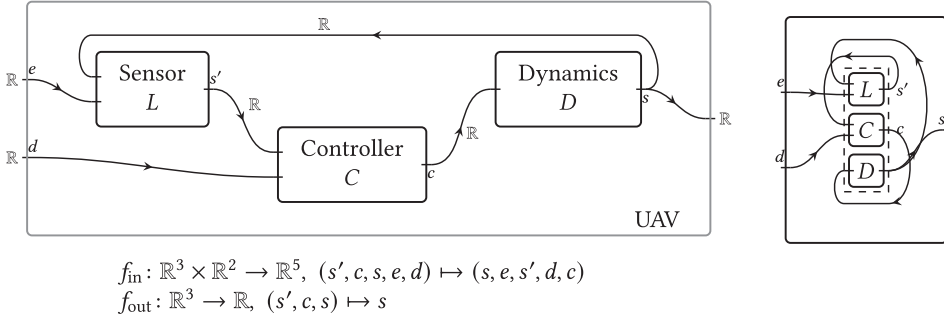 ℝ
Sensor
L
Dynamics
D
ℝ e
s′
ℝ
s
ℝ
ℝ
Controller
C
ℝ d
c
UAV
e
L
s′
C
c
s
d
D
f_in : ℝ³ × ℝ² → ℝ⁵, (s′, c, s, e, d) ↦ (s, e, s′, d, c)
f_out : ℝ³ → ℝ, (s′, c, s) ↦ s